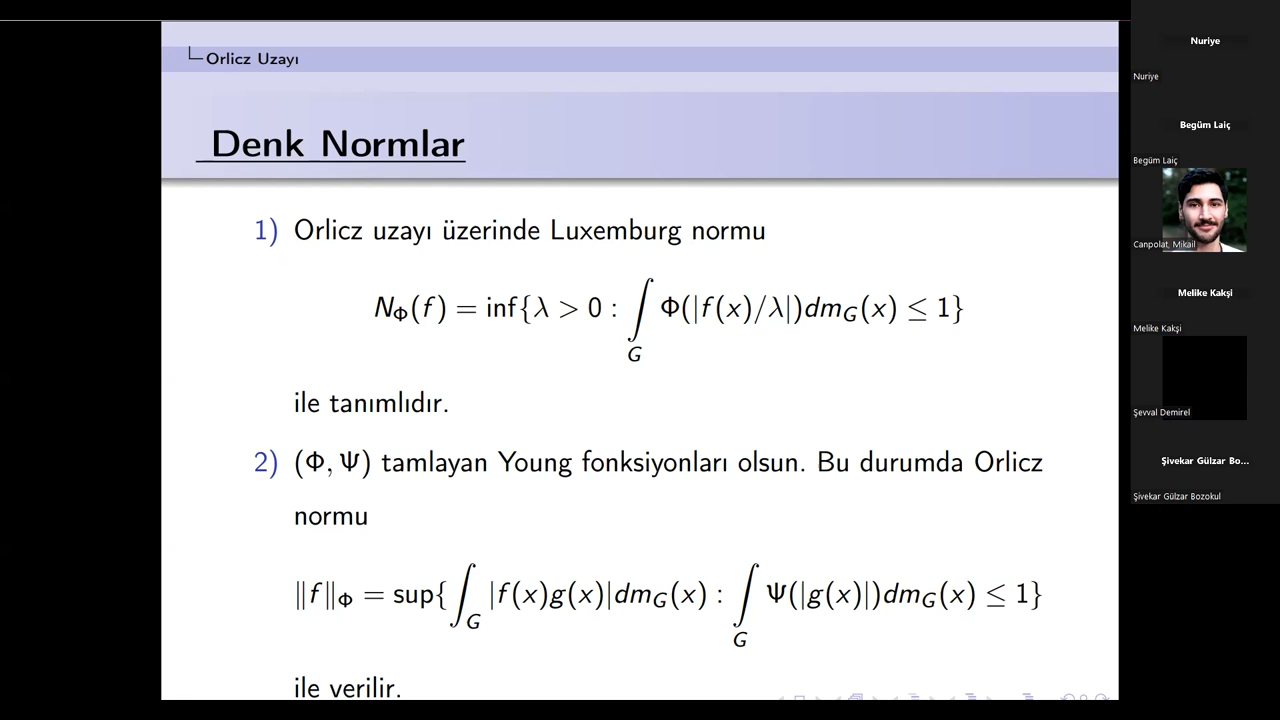 Orlicz Uzayı
Denk Normlar
1) Orlicz uzayı üzerinde Luxemburg normu
N_Φ(f) = inf{λ > 0 : ∫_G Φ(|f(x)/λ|)dm_G(x) ≤ 1}
ile tanımlıdır.
2) (Φ, Ψ) tamlayan Young fonksiyonları olsun. Bu durumda Orlicz
normu
‖f‖_Φ = sup{∫_G |f(x)g(x)|dm_G(x) : ∫_G Ψ(|g(x)|)dm_G(x) ≤ 1}
ile verilir.
Nuriye
Nuriye
Begüm Laiç
Begüm Laiç
Canpolat, Mikail
Melike Kakşi
Melike Kakşi
Şevval Demirel
Şivekar Gülzar Bo...
Şivekar Gülzar Bozokul